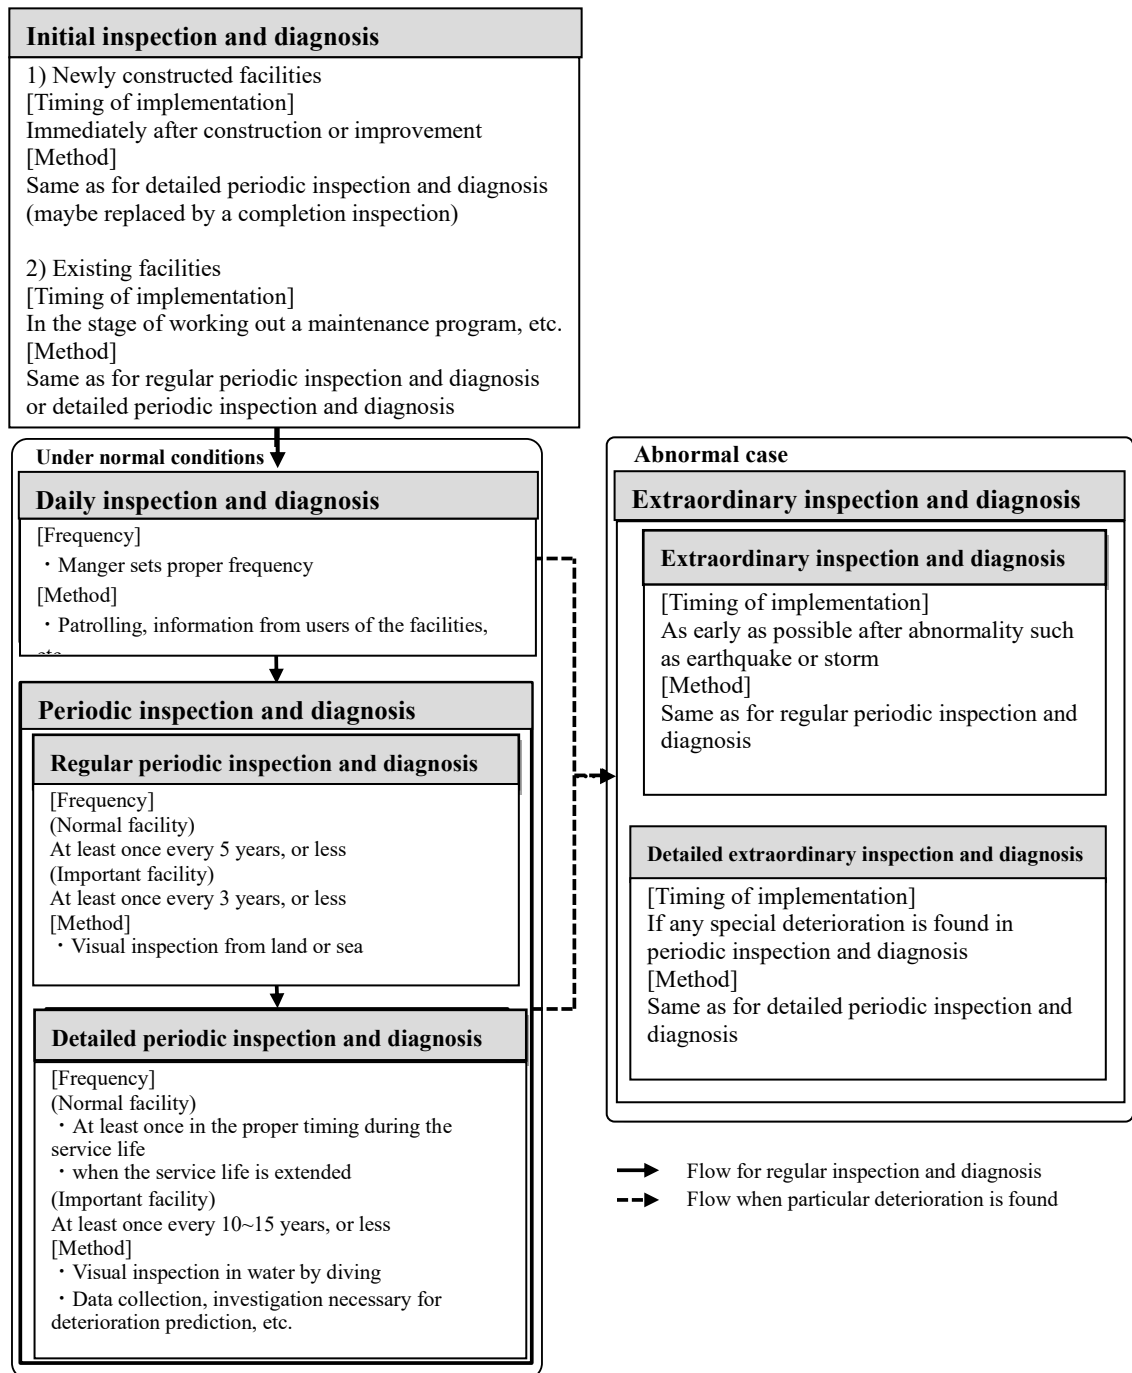 Initial inspection and diagnosis
1) Newly constructed facilities
[Timing of implementation]
Immediately after construction or improvement
[Method]
Same as for detailed periodic inspection and diagnosis
(maybe replaced by a completion inspection)
2) Existing facilities
[Timing of implementation]
In the stage of working out a maintenance program, etc.
[Method]
Same as for regular periodic inspection and diagnosis
or detailed periodic inspection and diagnosis
Under normal conditions
Daily inspection and diagnosis
[Frequency]
・Manger sets proper frequency
[Method]
・Patrolling, information from users of the facilities,
etc.
Periodic inspection and diagnosis
Regular periodic inspection and diagnosis
[Frequency]
(Normal facility)
At least once every 5 years, or less
(Important facility)
At least once every 3 years, or less
[Method]
・Visual inspection from land or sea
Detailed periodic inspection and diagnosis
[Frequency]
(Normal facility)
・At least once in the proper timing during the
service life
・when the service life is extended
(Important facility)
At least once every 10~15 years, or less
[Method]
・Visual inspection in water by diving
・Data collection, investigation necessary for
deterioration prediction, etc.
Abnormal case
Extraordinary inspection and diagnosis
Extraordinary inspection and diagnosis
[Timing of implementation]
As early as possible after abnormality such
as earthquake or storm
[Method]
Same as for regular periodic inspection and
diagnosis
Detailed extraordinary inspection and diagnosis
[Timing of implementation]
If any special deterioration is found in
periodic inspection and diagnosis
[Method]
Same as for detailed periodic inspection and
diagnosis
Flow for regular inspection and diagnosis
Flow when particular deterioration is found